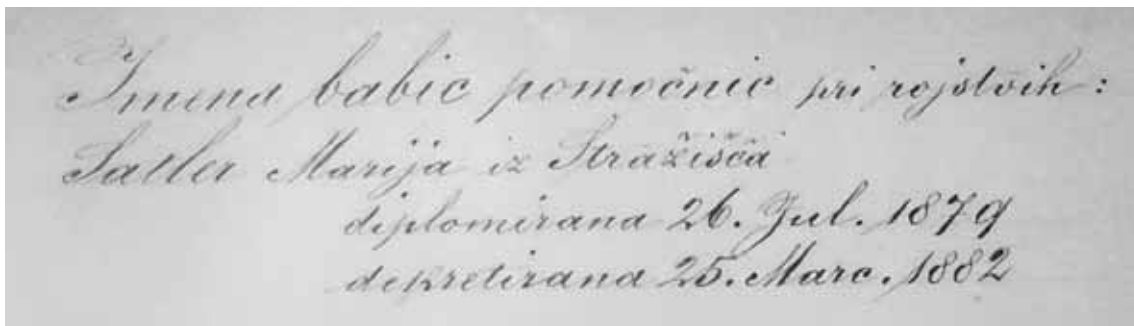 Imena babic pomočnic pri rojstvih:
Satler Marija iz Stražišča
diplomirana 26. Jul. 1879
dekretirana 25. Marc. 1882